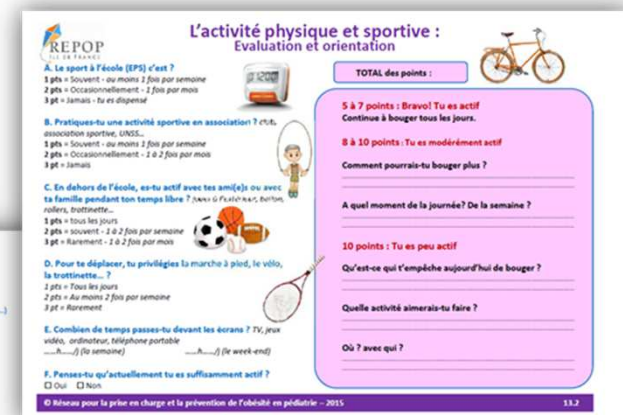 L'activité physique et sportive :
Evaluation et orientation
REPOP
ILE DE FRANCE
A. Le sport à l'école (EPS) c'est ?
1 pts = Souvent - au moins 1 fois par semaine
2 pts = Occasionnellement - 1 fois par mois
3 pt = Jamais - tu es dispensé
B. Pratiques-tu une activité sportive en association ? club,
association sportive, UNSS...
1 pts = Souvent - au moins 1 fois par semaine
2 pts = Occasionnellement - 1 à 2 fois par mois
3 pt = Jamais
C. En dehors de l'école, es-tu actif avec tes ami(e)s ou avec
ta famille pendant ton temps libre ? jeux à l'extérieur, ballon,
rollers, trottinette...
1 pts = tous les jours
2 pts = souvent - 1 à 2 fois par semaine
3 pt = Rarement - 1 à 2 fois par mois
D. Pour te déplacer, tu privilégies la marche à pied, le vélo,
la trottinette... ?
1 pts = Tous les jours
2 pts = Au moins 2 fois par semaine
3 pt = Rarement
E. Combien de temps passes-tu devant les écrans ? TV, jeux
vidéo, ordinateur, téléphone portable
......h....../j (la semaine) ......h....../j (le week-end)
F. Penses-tu qu'actuellement tu es suffisamment actif ?
☐ Oui ☐ Non
TOTAL des points :
5 à 7 points : Bravo! Tu es actif
Continue à bouger tous les jours.
8 à 10 points : Tu es modérément actif
Comment pourrais-tu bouger plus ?
A quel moment de la journée? De la semaine ?
10 points : Tu es peu actif
Qu'est-ce qui t'empêche aujourd'hui de bouger ?
Quelle activité aimerais-tu faire ?
Où ? avec qui ?
© Réseau pour la prise en charge et la prévention de l'obésité en pédiatrie – 2015
13.2